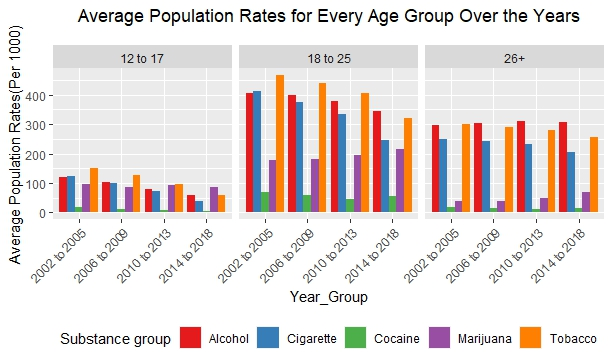 Average Population Rates for Every Age Group Over the Years
12 to 17
18 to 25
26+
Average Population Rates(Per 1000)
400
300
200
100
0
2002 to 2005
2006 to 2009
2010 to 2013
2014 to 2018
2002 to 2005
2006 to 2009
2010 to 2013
2014 to 2018
2002 to 2005
2006 to 2009
2010 to 2013
2014 to 2018
Year_Group
Substance group Alcohol Cigarette Cocaine Marijuana Tobacco